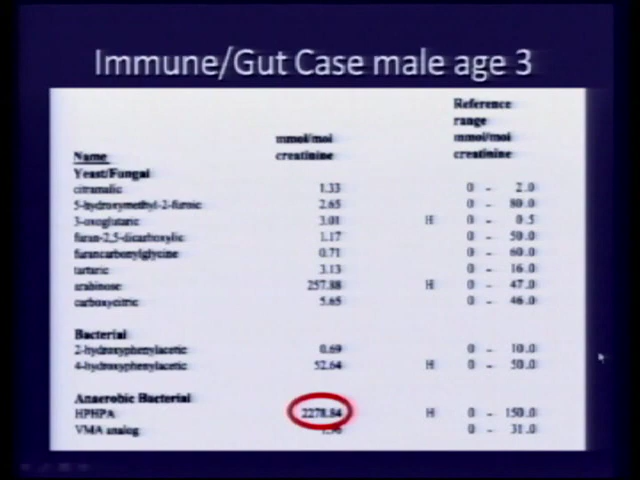 Immune/Gut Case male age 3
Reference
range
mmol/mol mmol/mol
Name creatinine creatinine
Yeast/Fungal
citramalic 1.33 0 - 2.0
5-hydroxymethyl-2-furoic 2.65 0 - 80.0
3-oxoglutaric 3.01 H 0 - 0.5
furan-2,5-dicarboxylic 1.17 0 - 50.0
furancarbonylglycine 0.71 0 - 60.0
tartaric 3.13 0 - 16.0
arabinose 257.88 H 0 - 47.0
carboxycitric 5.65 0 - 46.0
Bacterial
2-hydroxyphenylacetic 0.69 0 - 10.0
4-hydroxyphenylacetic 52.64 H 0 - 50.0
Anaerobic Bacterial
HPHPA 2278.84 H 0 - 150.0
VMA analog 0 - 31.0